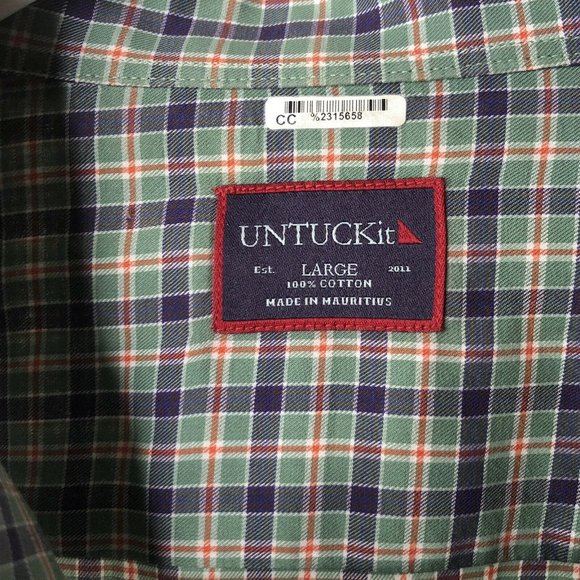 CC %2315658
UNTUCKit
Est. LARGE 2011
100% COTTON
MADE IN MAURITIUS